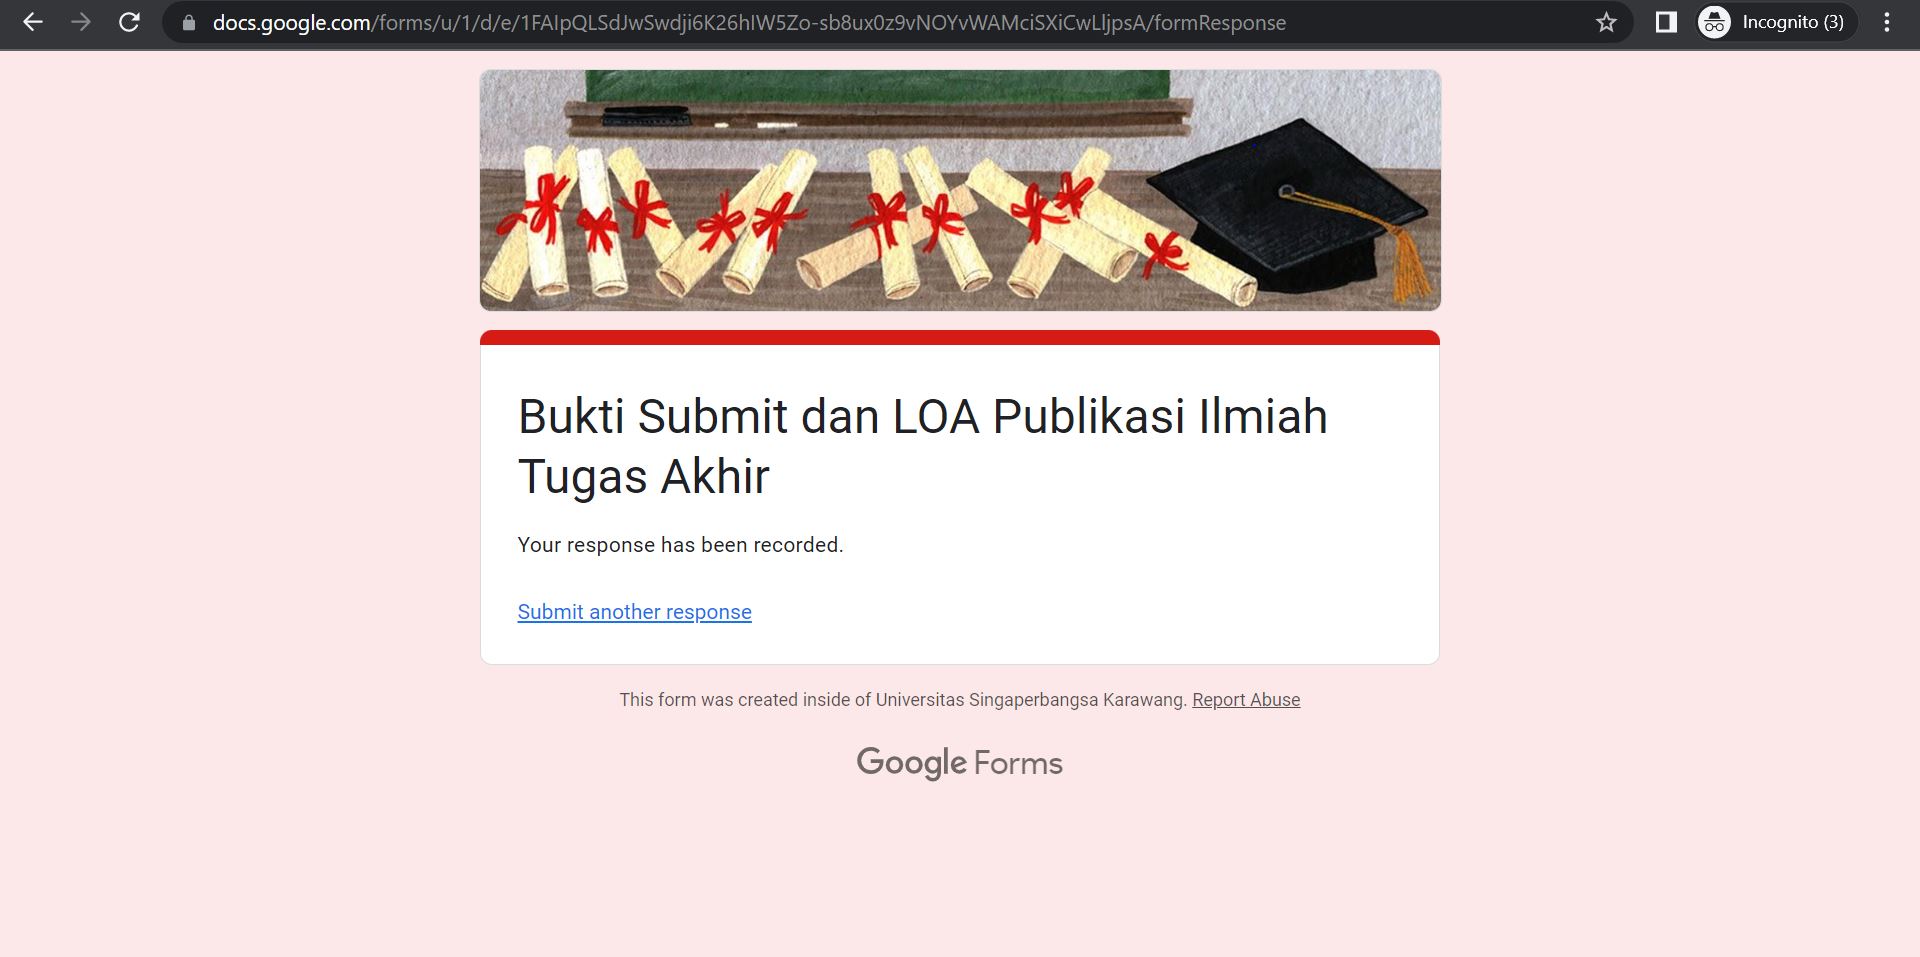 docs.google.com/forms/u/1/d/e/1FAIpQLSdJwSwdji6K26hIW5Zo-sb8ux0z9vNOYvWAMciSXiCwLljpsA/formResponse
Incognito (3)
Bukti Submit dan LOA Publikasi Ilmiah
Tugas Akhir
Your response has been recorded.
Submit another response
This form was created inside of Universitas Singaperbangsa Karawang. Report Abuse
Google Forms